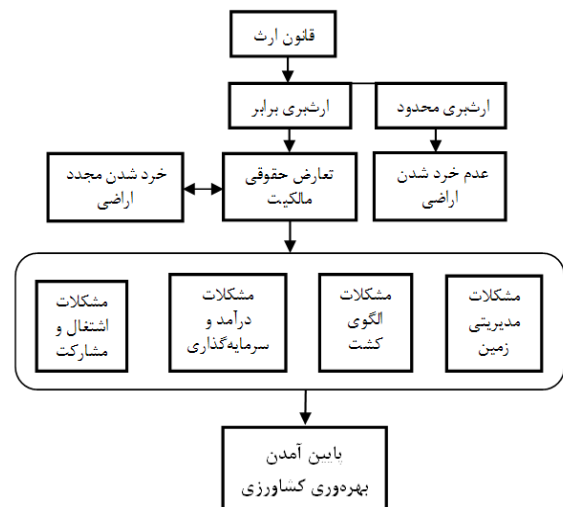 قانون ارث
ارثبری محدود
ارثبری برابر
عدم خرد شدن
اراضی
تعارض حقوقی
مالکیت
خرد شدن مجدد
اراضی
مشکلات
مدیریتی
زمین
مشکلات
الگوی
کشت
مشکلات
درآمد و
سرمایه‌گذاری
مشکلات
اشتغال و
مشارکت
پایین آمدن
بهره‌وری کشاورزی